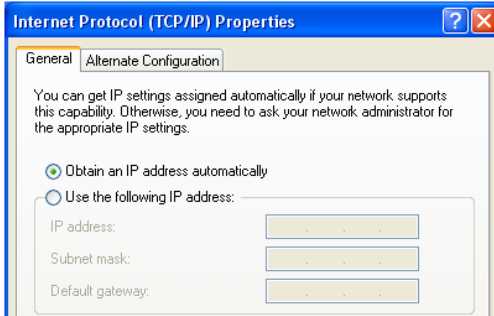 Internet Protocol (TCP/IP) Properties
General Alternate Configuration
You can get IP settings assigned automatically if your network supports
this capability. Otherwise, you need to ask your network administrator for
the appropriate IP settings.
Obtain an IP address automatically
Use the following IP address:
IP address:
Subnet mask:
Default gateway: